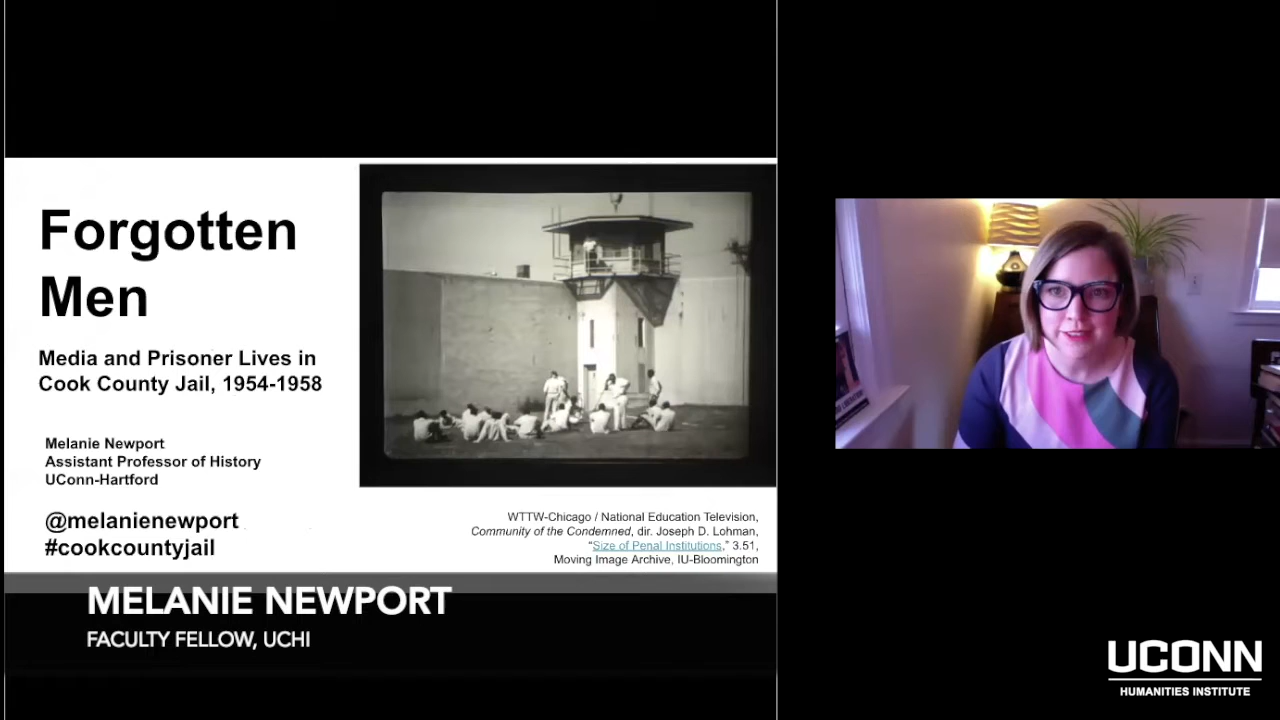 Forgotten
Men
Media and Prisoner Lives in
Cook County Jail, 1954-1958
Melanie Newport
Assistant Professor of History
UConn-Hartford
@melanienewport
#cookcountyjail
WTTW-Chicago / National Education Television,
Community of the Condemned, dir. Joseph D. Lohman,
“Size of Penal Institutions,” 3.51,
Moving Image Archive, IU-Bloomington
MELANIE NEWPORT
FACULTY FELLOW, UCHI
UCONN
HUMANITIES INSTITUTE